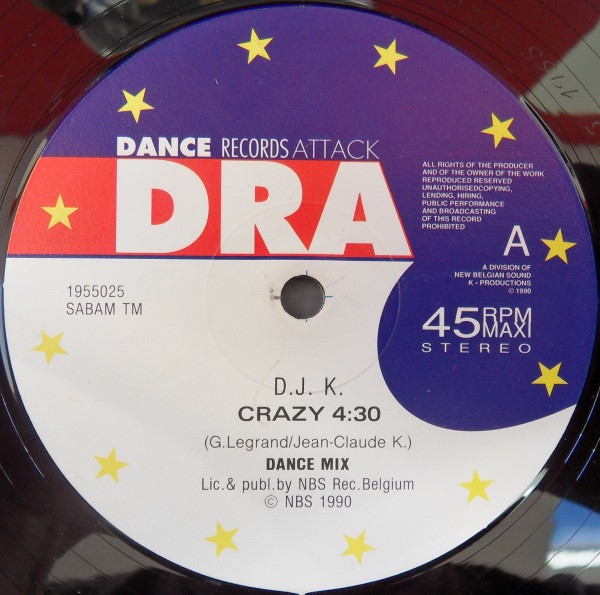 DANCE RECORDS ATTACK
DRA
ALL RIGHTS OF THE PRODUCER
AND OF THE OWNER OF THE WORK
REPRODUCED RESERVED
UNAUTHORISEDCOPYING,
LENDING, HIRING,
PUBLIC PERFORMANCE
AND BROADCASTING
OF THIS RECORD
PROHIBITED
A
A DIVISION OF
NEW BELGIAN SOUND
K - PRODUCTIONS
© 1990
1955025
SABAM TM
45 RPM
MAXI
STEREO
D.J. K.
CRAZY 4:30
(G.Legrand/Jean-Claude K.)
DANCE MIX
Lic.& publ.by NBS Rec.Belgium
© NBS 1990